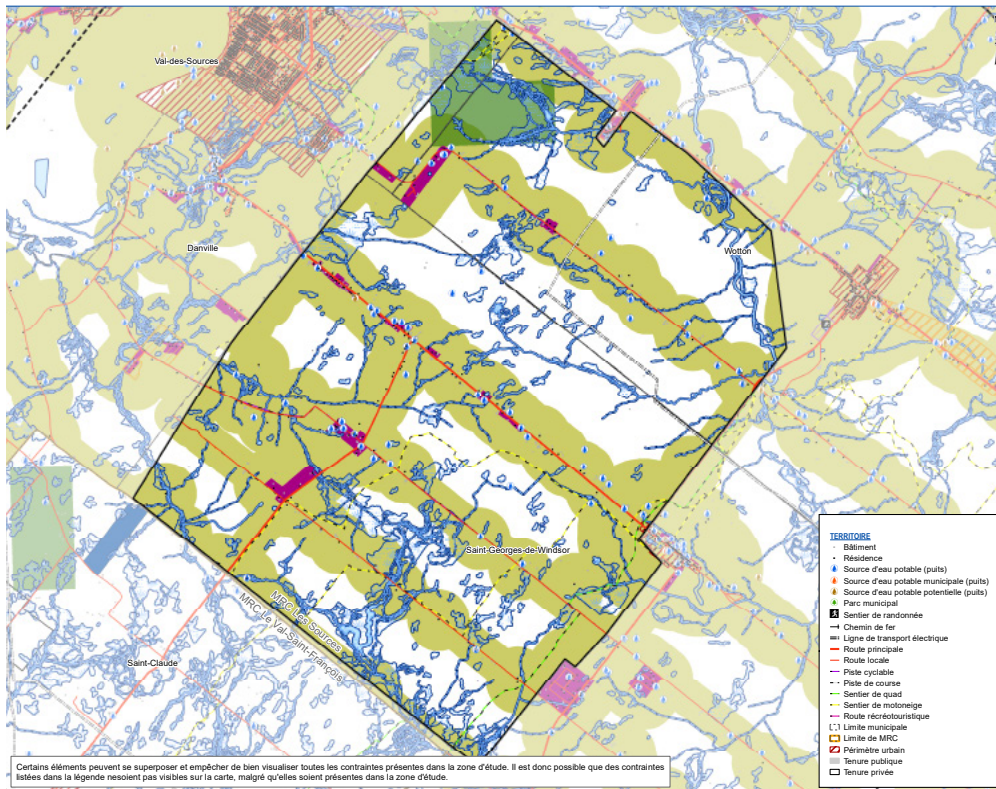 Val-des-Sources
Danville
Wotton
Saint-Georges-de-Windsor
MRC Les Sources
MRC Le Val-Saint-François
Saint-Claude
TERRITOIRE
Bâtiment
Résidence
Source d'eau potable (puits)
Source d'eau potable municipale (puits)
Source d'eau potable potentielle (puits)
Parc municipal
Sentier de randonnée
Chemin de fer
Ligne de transport électrique
Route principale
Route locale
Piste cyclable
Piste de course
Sentier de quad
Sentier de motoneige
Route récréotouristique
Limite municipale
Limite de MRC
Périmètre urbain
Tenure publique
Tenure privée
Certains éléments peuvent se superposer et empêcher de bien visualiser toutes les contraintes présentes dans la zone d'étude. Il est donc possible que des contraintes
listées dans la légende nesoient pas visibles sur la carte, malgré qu'elles soient présentes dans la zone d'étude.